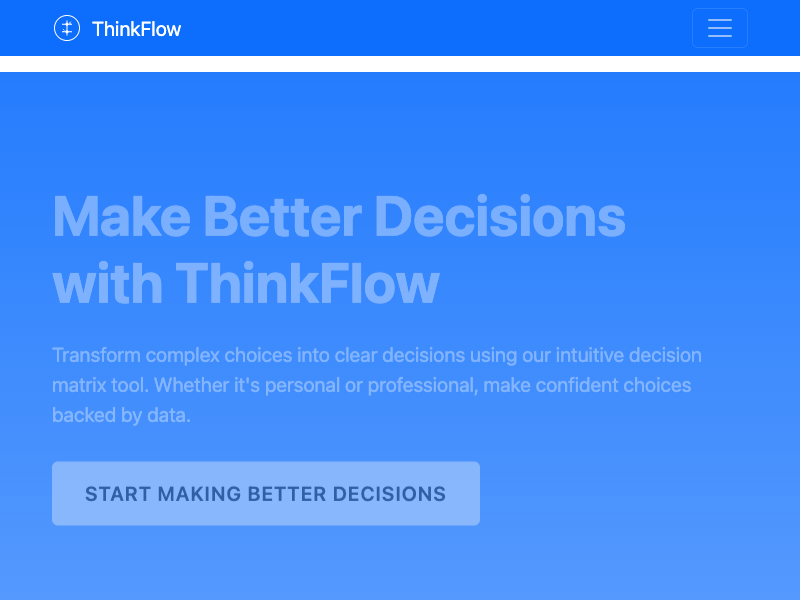 ThinkFlow
Make Better Decisions
with ThinkFlow
Transform complex choices into clear decisions using our intuitive decision
matrix tool. Whether it's personal or professional, make confident choices
backed by data.
START MAKING BETTER DECISIONS